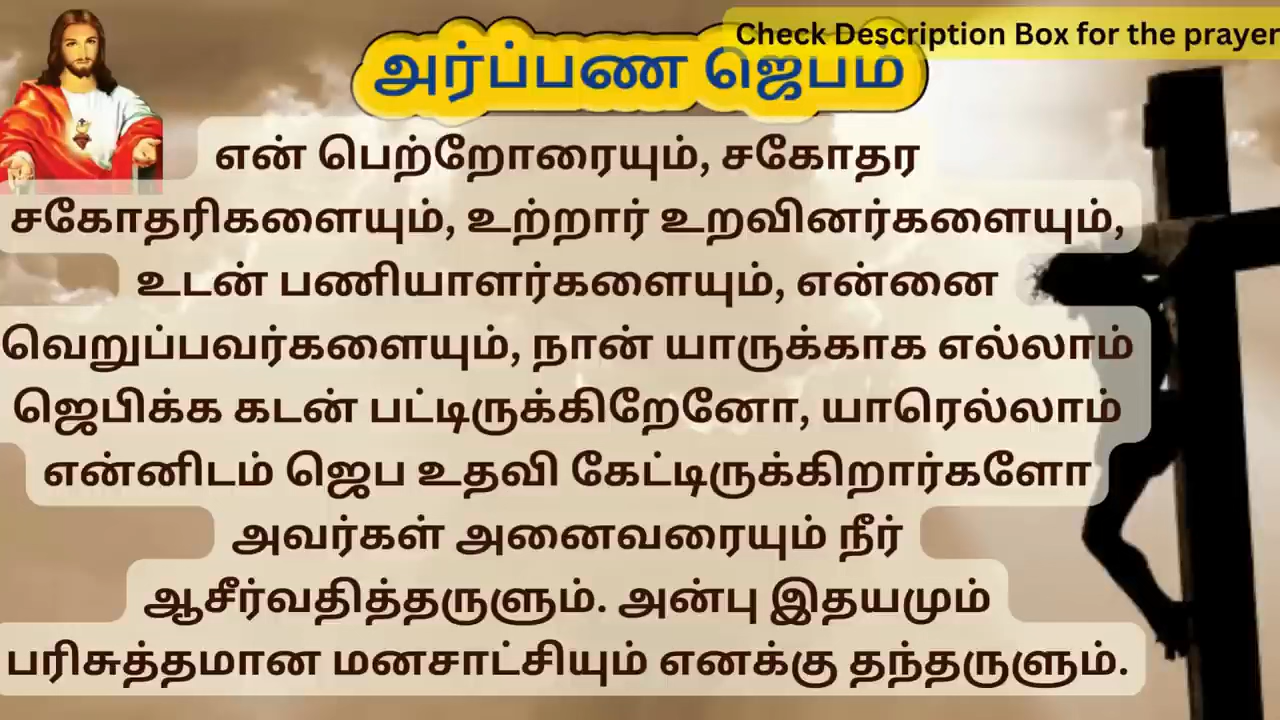 Check Description Box for the prayer
அர்ப்பண ஜெபம்
என் பெற்றோரையும், சகோதர
சகோதரிகளையும், உற்றார் உறவினர்களையும்,
உடன் பணியாளர்களையும், என்னை
வெறுப்பவர்களையும், நான் யாருக்காக எல்லாம்
ஜெபிக்க கடன் பட்டிருக்கிறேனோ, யாரெல்லாம்
என்னிடம் ஜெப உதவி கேட்டிருக்கிறார்களோ
அவர்கள் அனைவரையும் நீர்
ஆசீர்வதித்தருளும். அன்பு இதயமும்
பரிசுத்தமான மனசாட்சியும் எனக்கு தந்தருளும்.